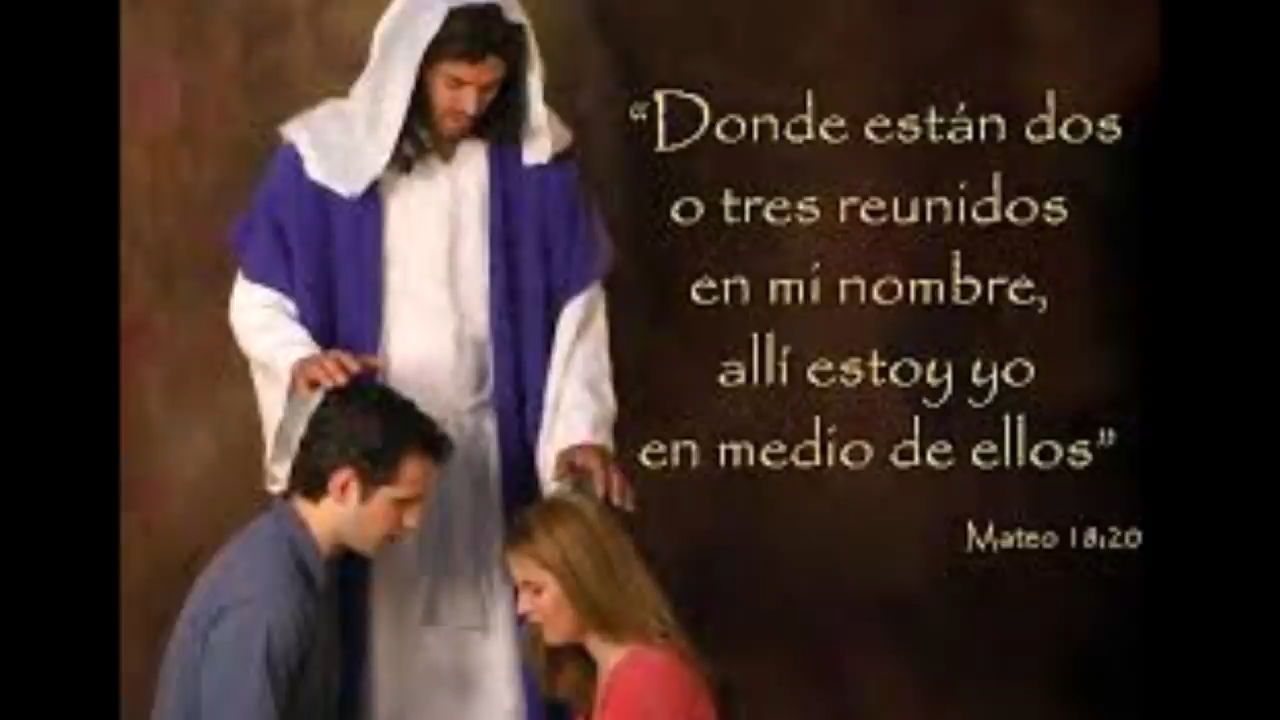 “Donde están dos
o tres reunidos
en mi nombre,
allí estoy yo
en medio de ellos”
Mateo 18:20